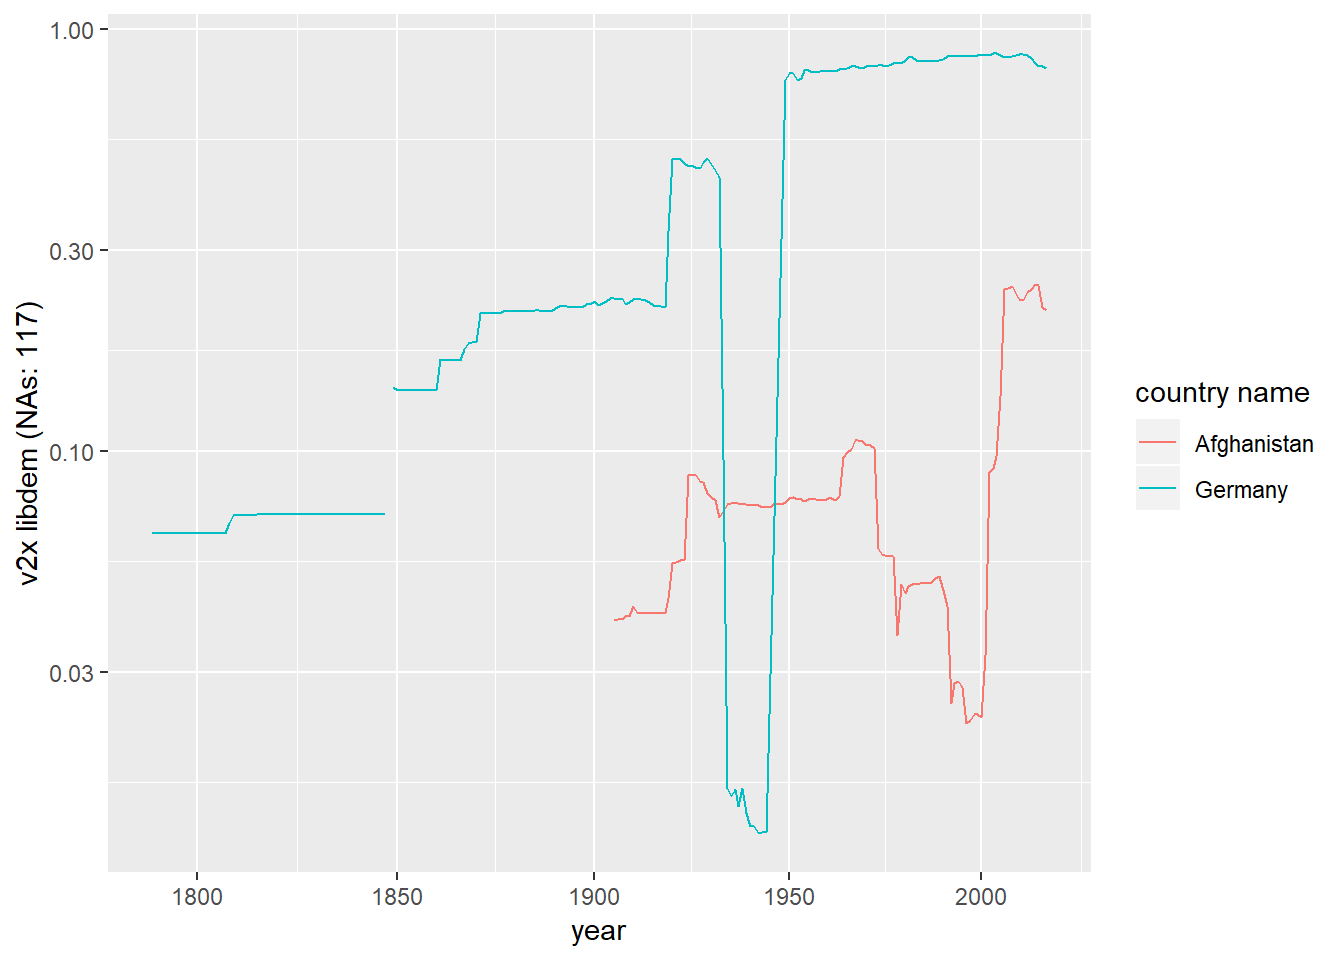 1.00
0.30
0.10
0.03
v2x libdem (NAs: 117)
1800 1850 1900 1950 2000
year
country name
Afghanistan
Germany